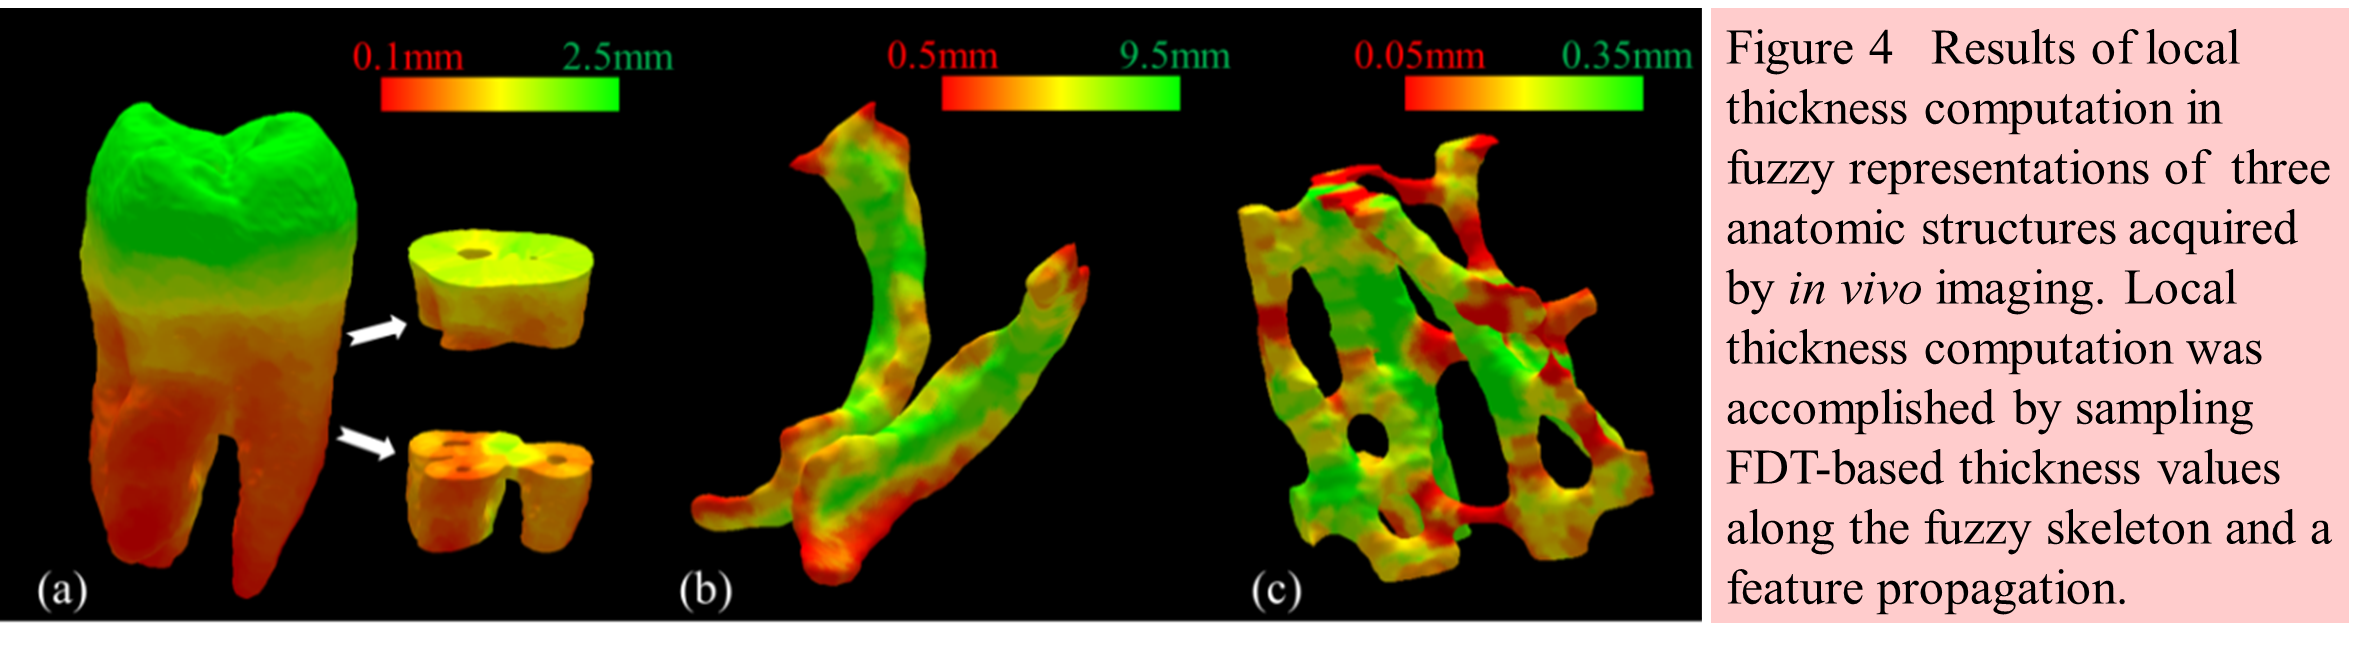 0.1mm 2.5mm
0.5mm 9.5mm
0.05mm 0.35mm
(a)
(b)
(c)
Figure 4 Results of local
thickness computation in
fuzzy representations of three
anatomic structures acquired
by in vivo imaging. Local
thickness computation was
accomplished by sampling
FDT-based thickness values
along the fuzzy skeleton and a
feature propagation.